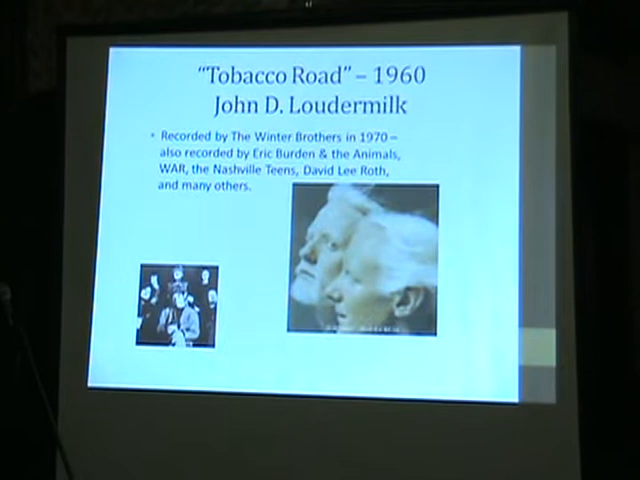 "Tobacco Road" – 1960
John D. Loudermilk
• Recorded by The Winter Brothers in 1970 –
also recorded by Eric Burden & the Animals,
WAR, the Nashville Teens, David Lee Roth,
and many others.